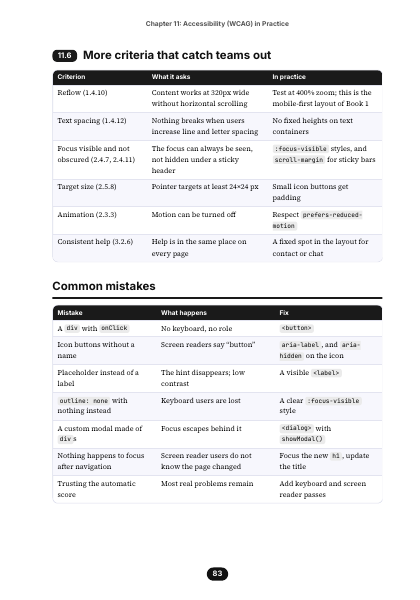 Chapter 11: Accessibility (WCAG) in Practice
11.6 More criteria that catch teams out
Criterion What it asks In practice
Reflow (1.4.10) Content works at 320px wide Test at 400% zoom; this is the
without horizontal scrolling mobile-first layout of Book 1
Text spacing (1.4.12) Nothing breaks when users No fixed heights on text
increase line and letter spacing containers
Focus visible and not The focus can always be seen, :focus-visible styles, and
obscured (2.4.7, 2.4.11) not hidden under a sticky scroll-margin for sticky bars
header
Target size (2.5.8) Pointer targets at least 24×24 px Small icon buttons get
padding
Animation (2.3.3) Motion can be turned off Respect prefers-reduced-
motion
Consistent help (3.2.6) Help is in the same place on A fixed spot in the layout for
every page contact or chat
Common mistakes
Mistake What happens Fix
A div with onClick No keyboard, no role <button>
Icon buttons without a Screen readers say “button” aria-label, and aria-
name hidden on the icon
Placeholder instead of a The hint disappears; low A visible <label>
label contrast
outline: none with Keyboard users are lost A clear :focus-visible
nothing instead style
A custom modal made of Focus escapes behind it <dialog> with
divs showModal()
Nothing happens to focus Screen reader users do not Focus the new h1, update
after navigation know the page changed the title
Trusting the automatic Most real problems remain Add keyboard and screen
score reader passes
83